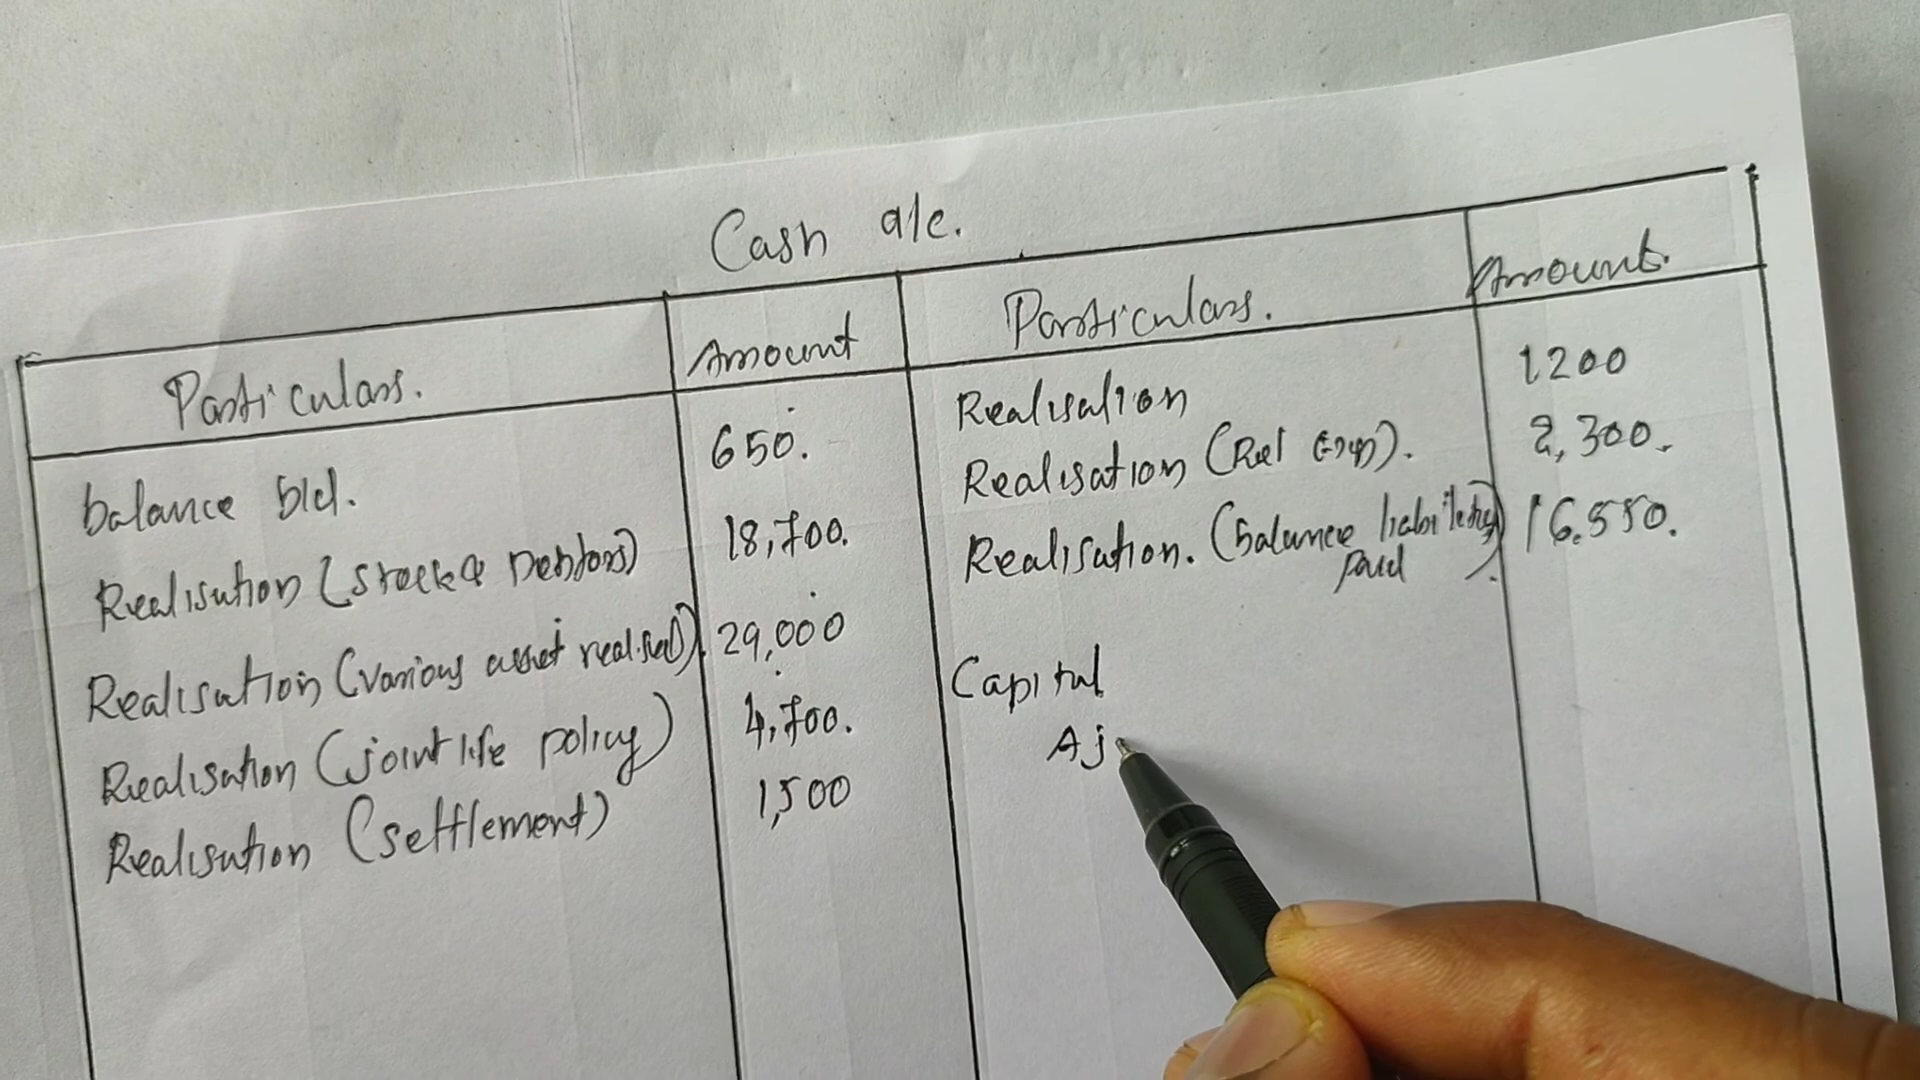 Cash a/c.
Particulars.
Amount
Particulars.
Amount.
balance b/d.
650.
Realisation (Stock & Debtors)
18,700.
Realisation (various asset realised)
29,000
Realisation (joint life policy)
4,700.
Realisation (settlement)
1,500
Realisation
1200
Realisation (Rel Exp).
2,300.
Realisation. (balance liabilities
paid).
16,550.
Capital
Aj